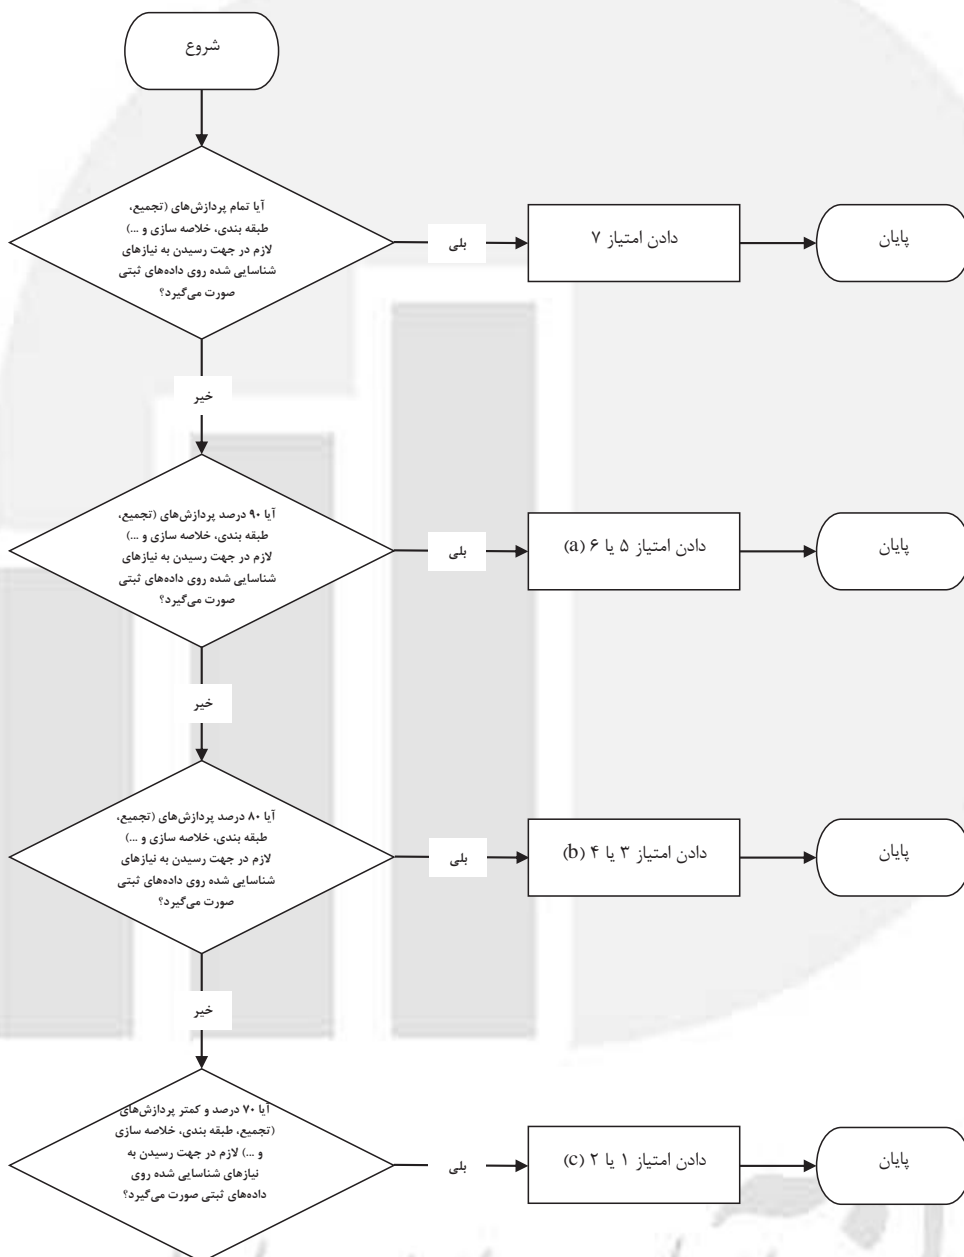 شروع
آیا تمام پردازش‌های (تجمیع،
طبقه بندی، خلاصه سازی و ...)
لازم در جهت رسیدن به نیازهای
شناسایی شده روی داده‌های ثبتی
صورت می‌گیرد؟
بلی
دادن امتیاز ۷
پایان
خیر
آیا ۹۰ درصد پردازش‌های (تجمیع،
طبقه بندی، خلاصه سازی و ...)
لازم در جهت رسیدن به نیازهای
شناسایی شده روی داده‌های ثبتی
صورت می‌گیرد؟
بلی
دادن امتیاز ۵ یا ۶ (a)
پایان
خیر
آیا ۸۰ درصد پردازش‌های (تجمیع،
طبقه بندی، خلاصه سازی و ...)
لازم در جهت رسیدن به نیازهای
شناسایی شده روی داده‌های ثبتی
صورت می‌گیرد؟
بلی
دادن امتیاز ۳ یا ۴ (b)
پایان
خیر
آیا ۷۰ درصد و کمتر پردازش‌های
(تجمیع، طبقه بندی، خلاصه سازی
و ...) لازم در جهت رسیدن به
نیازهای شناسایی شده روی
داده‌های ثبتی صورت می‌گیرد؟
بلی
دادن امتیاز ۱ یا ۲ (c)
پایان